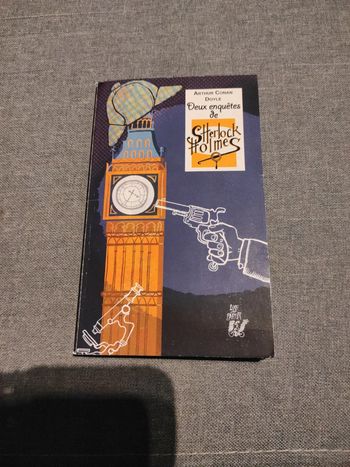 ARTHUR CONAN
DOYLE
Deux enquêtes
de
SHerlock
HOlmES